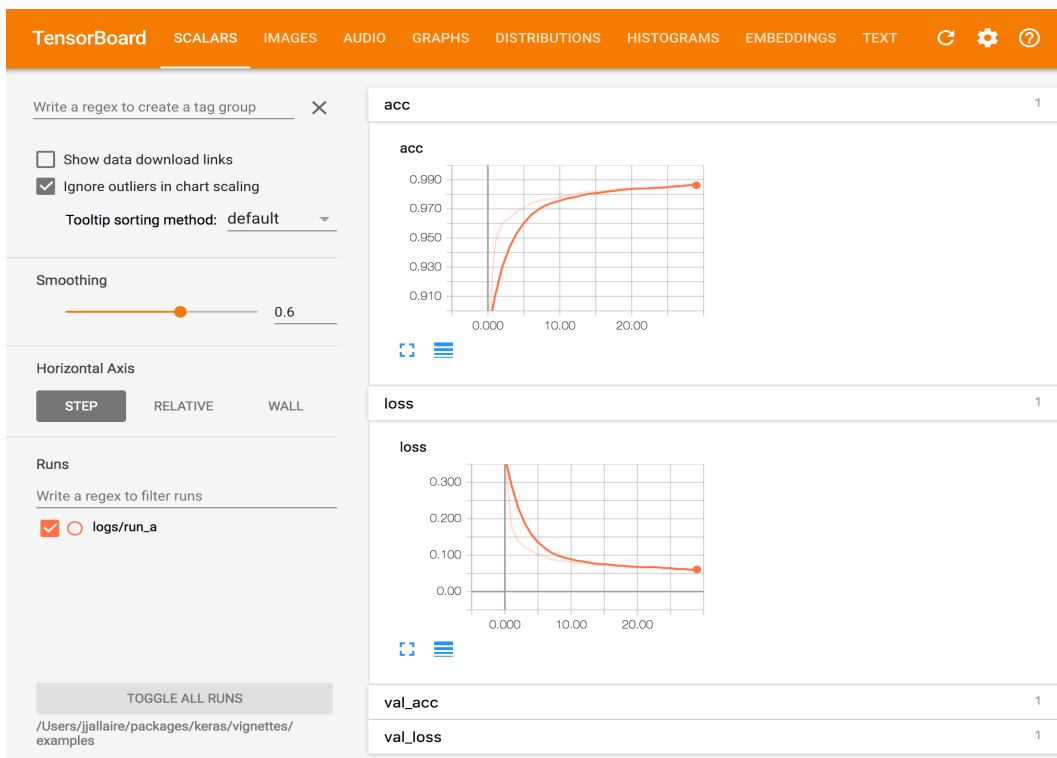 TensorBoard SCALARS IMAGES AUDIO GRAPHS DISTRIBUTIONS HISTOGRAMS EMBEDDINGS TEXT
Write a regex to create a tag group
Show data download links
Ignore outliers in chart scaling
Tooltip sorting method: default
Smoothing
0.6
Horizontal Axis
STEP RELATIVE WALL
Runs
Write a regex to filter runs
logs/run_a
TOGGLE ALL RUNS
/Users/jjallaire/packages/keras/vignettes/
examples
acc 1
acc
0.990
0.970
0.950
0.930
0.910
0.000 10.00 20.00
loss 1
loss
0.300
0.200
0.100
0.00
0.000 10.00 20.00
val_acc 1
val_loss 1